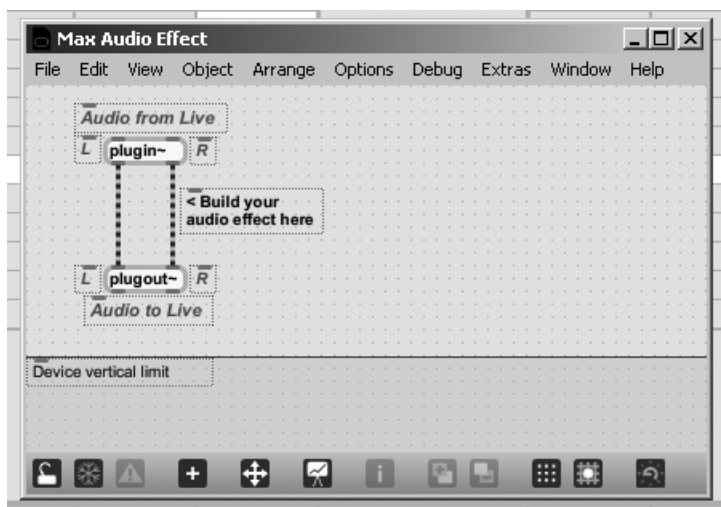 Max Audio Effect
File Edit View Object Arrange Options Debug Extras Window Help
Audio from Live
L plugin~ R
< Build your
audio effect here
L plugout~ R
Audio to Live
Device vertical limit